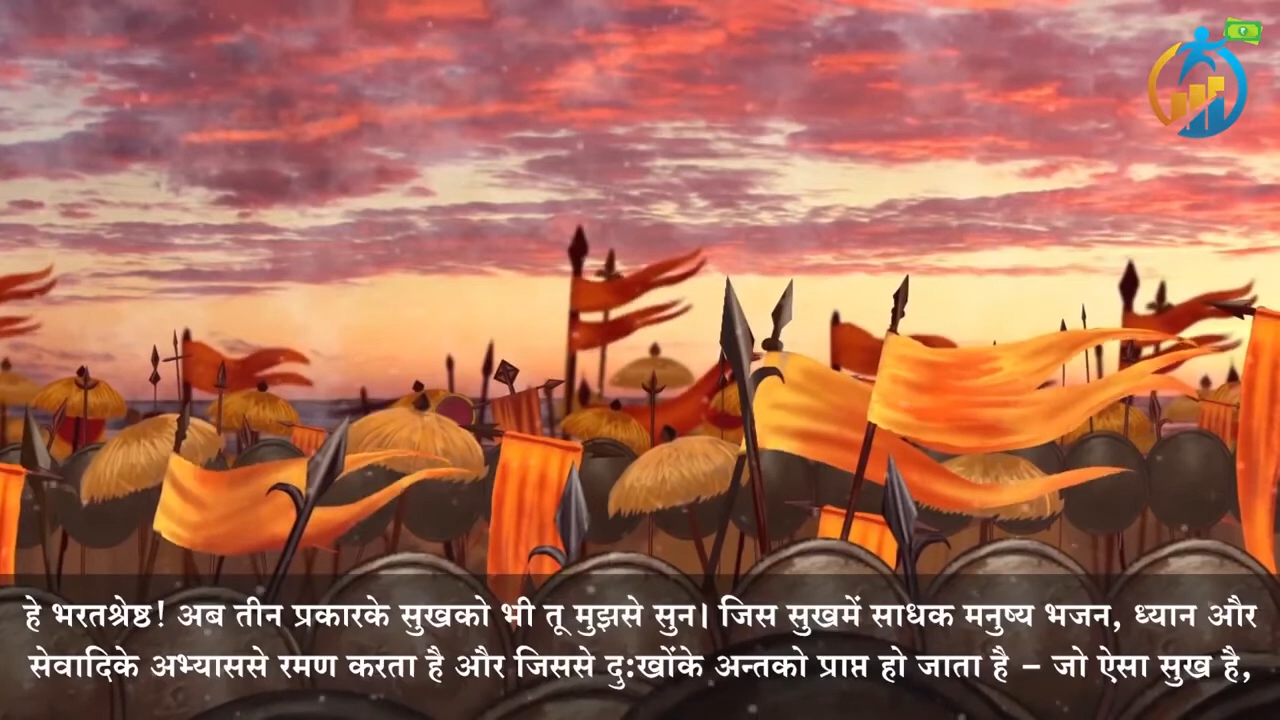 हे भरतश्रेष्ठ! अब तीन प्रकारके सुखको भी तू मुझसे सुन। जिस सुखमें साधक मनुष्य भजन, ध्यान और
सेवादिके अभ्याससे रमण करता है और जिससे दुःखोंके अन्तको प्राप्त हो जाता है – जो ऐसा सुख है,